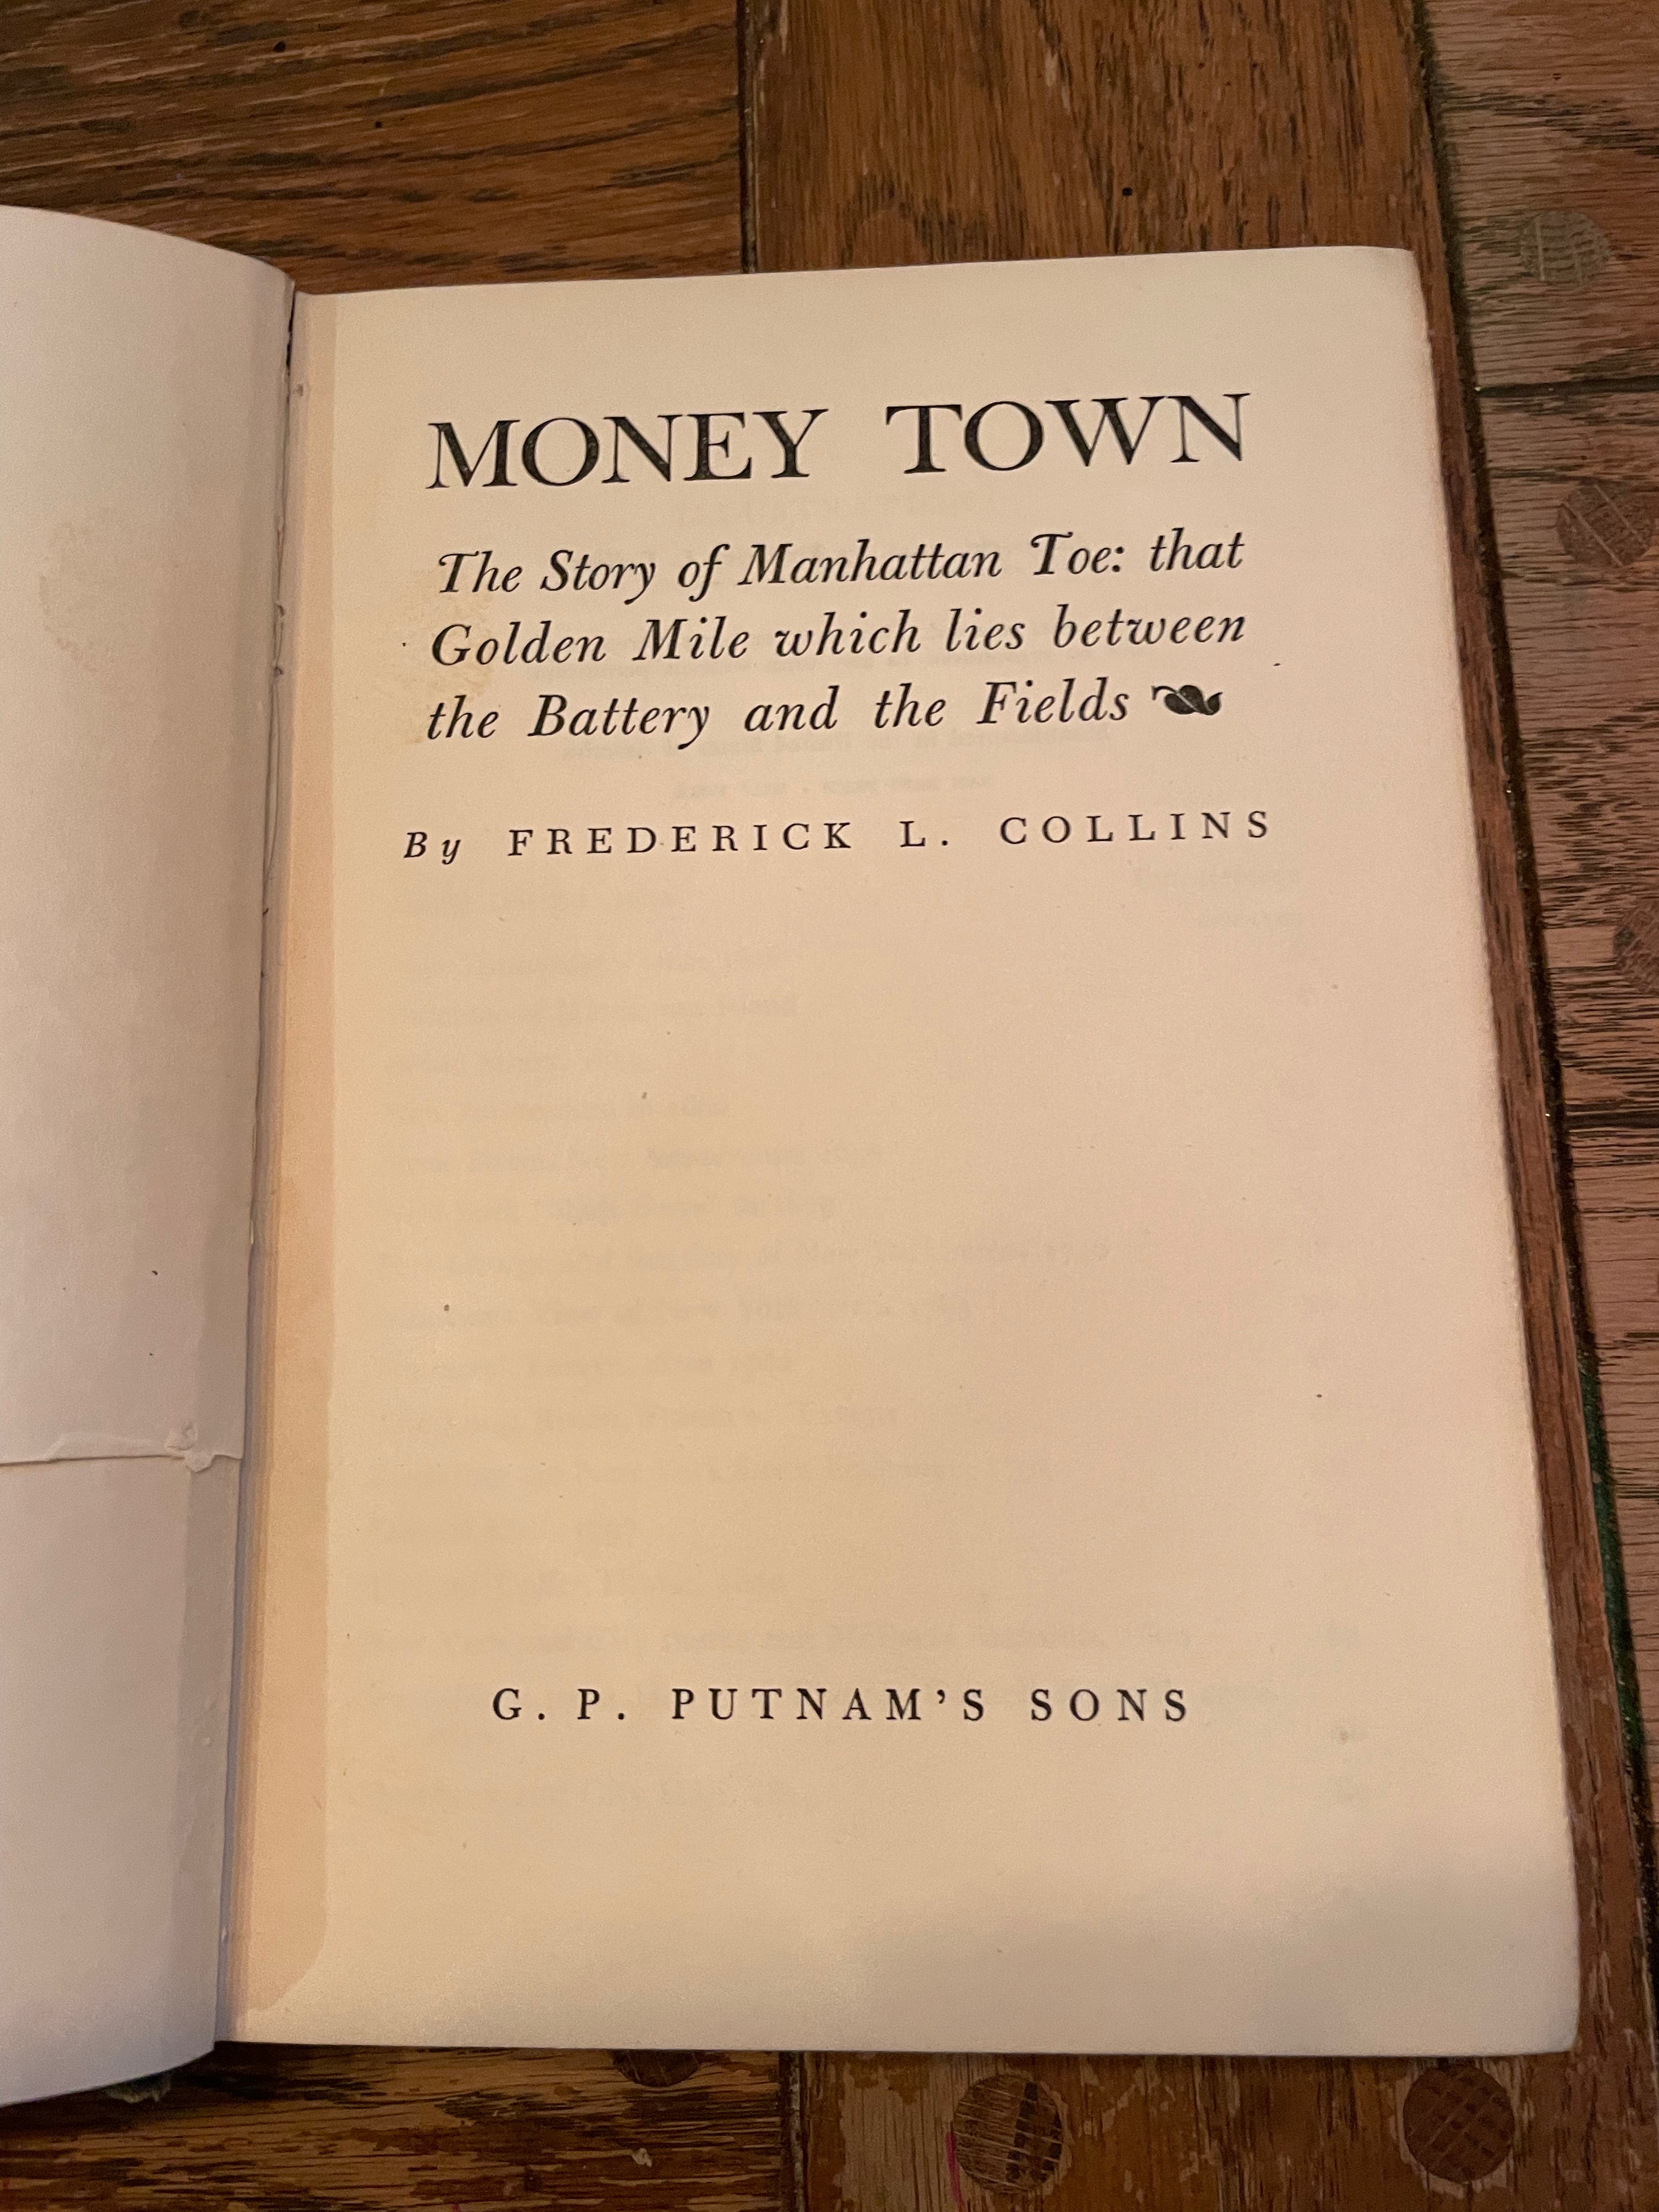 MONEY TOWN
The Story of Manhattan Toe: that
Golden Mile which lies between
the Battery and the Fields
By FREDERICK L. COLLINS
G. P. PUTNAM’S SONS